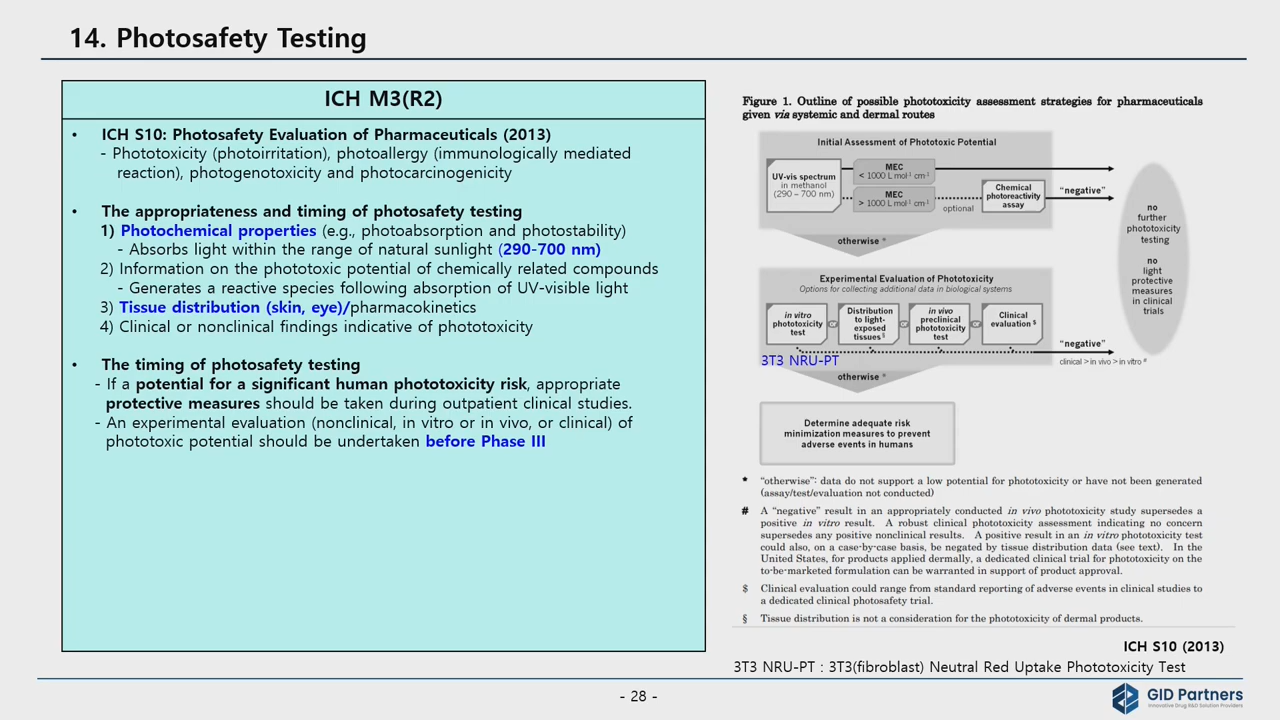 14. Photosafety Testing
ICH M3(R2)
• ICH S10: Photosafety Evaluation of Pharmaceuticals (2013)
- Phototoxicity (photoirritation), photoallergy (immunologically mediated
reaction), photogenotoxicity and photocarcinogenicity
• The appropriateness and timing of photosafety testing
1) Photochemical properties (e.g., photoabsorption and photostability)
- Absorbs light within the range of natural sunlight (290-700 nm)
2) Information on the phototoxic potential of chemically related compounds
- Generates a reactive species following absorption of UV-visible light
3) Tissue distribution (skin, eye)/pharmacokinetics
4) Clinical or nonclinical findings indicative of phototoxicity
• The timing of photosafety testing
- If a potential for a significant human phototoxicity risk, appropriate
protective measures should be taken during outpatient clinical studies.
- An experimental evaluation (nonclinical, in vitro or in vivo, or clinical) of
phototoxic potential should be undertaken before Phase III
Figure 1. Outline of possible phototoxicity assessment strategies for pharmaceuticals
given via systemic and dermal routes
Initial Assessment of Phototoxic Potential
UV-vis spectrum
in methanol
(290 – 700 nm)
MEC
< 1000 L mol-1 cm-1
MEC
> 1000 L mol-1 cm-1
optional
Chemical
photoreactivity
assay
"negative"
otherwise *
no
further
phototoxicity
testing
no
light
protective
measures
in clinical
trials
Experimental Evaluation of Phototoxicity
Options for collecting additional data in biological systems
in vitro
phototoxicity
test
or
Distribution
to light-
exposed
tissues §
or
in vivo
preclinical
phototoxicity
test
or
Clinical
evaluation $
"negative"
clinical > in vivo > in vitro #
3T3 NRU-PT
otherwise *
Determine adequate risk
minimization measures to prevent
adverse events in humans
* "otherwise": data do not support a low potential for phototoxicity or have not been generated
(assay/test/evaluation not conducted)
# A "negative" result in an appropriately conducted in vivo phototoxicity study supersedes a
positive in vitro result. A robust clinical phototoxicity assessment indicating no concern
supersedes any positive nonclinical results. A positive result in an in vitro phototoxicity test
could also, on a case-by-case basis, be negated by tissue distribution data (see text). In the
United States, for products applied dermally, a dedicated clinical trial for phototoxicity on the
to-be-marketed formulation can be warranted in support of product approval.
$ Clinical evaluation could range from standard reporting of adverse events in clinical studies to
a dedicated clinical photosafety trial.
§ Tissue distribution is not a consideration for the phototoxicity of dermal products.
ICH S10 (2013)
3T3 NRU-PT : 3T3(fibroblast) Neutral Red Uptake Phototoxicity Test
- 28 -
GID Partners
Innovative Drug R&D Solution Providers